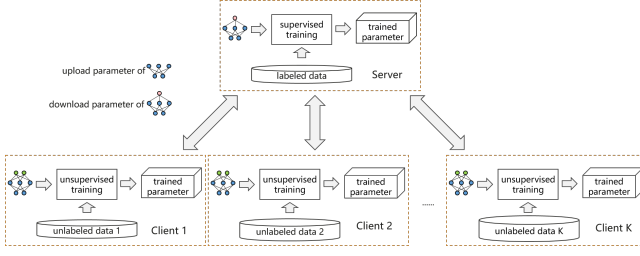 supervised
training
trained
parameter
labeled data
Server
upload parameter of
download parameter of
unsupervised
training
trained
parameter
unlabeled data 1
Client 1
unsupervised
training
trained
parameter
unlabeled data 2
Client 2
......
unsupervised
training
trained
parameter
unlabeled data K
Client K